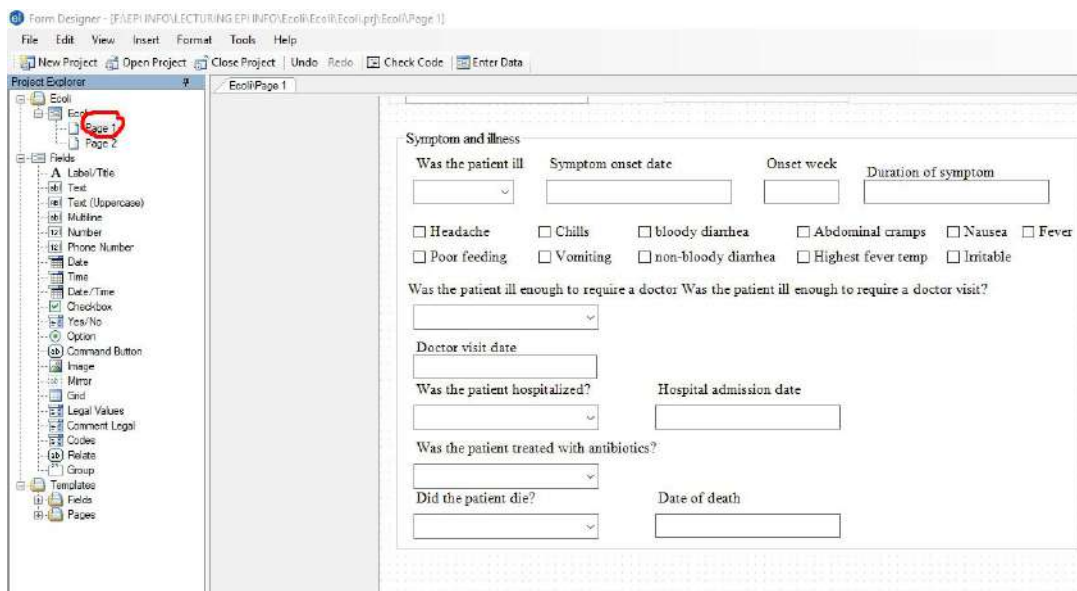 Form Designer - [F:\EPI INFO\LECTURING EPI INFO\Ecoli\Ecoli\Ecoli.prj\Ecoli\Page 1]
File Edit View Insert Format Tools Help
New Project Open Project Close Project Undo Redo Check Code Enter Data
Project Explorer
Ecoli\Page 1
Ecoli
Page 1
Page 2
Fields
Label/Title
Text
Text (Uppercase)
Multiline
Number
Phone Number
Date
Time
Date/Time
Checkbox
Yes/No
Option
Command Button
Image
Mirror
Grid
Legal Values
Comment Legal
Codes
Relate
Group
Templates
Fields
Pages
Symptom and illness
Was the patient ill Symptom onset date Onset week Duration of symptom
Headache Chills bloody diarrhea Abdominal cramps Nausea Fever
Poor feeding Vomiting non-bloody diarrhea Highest fever temp Irritable
Was the patient ill enough to require a doctor Was the patient ill enough to require a doctor visit?
Doctor visit date
Was the patient hospitalized? Hospital admission date
Was the patient treated with antibiotics?
Did the patient die? Date of death